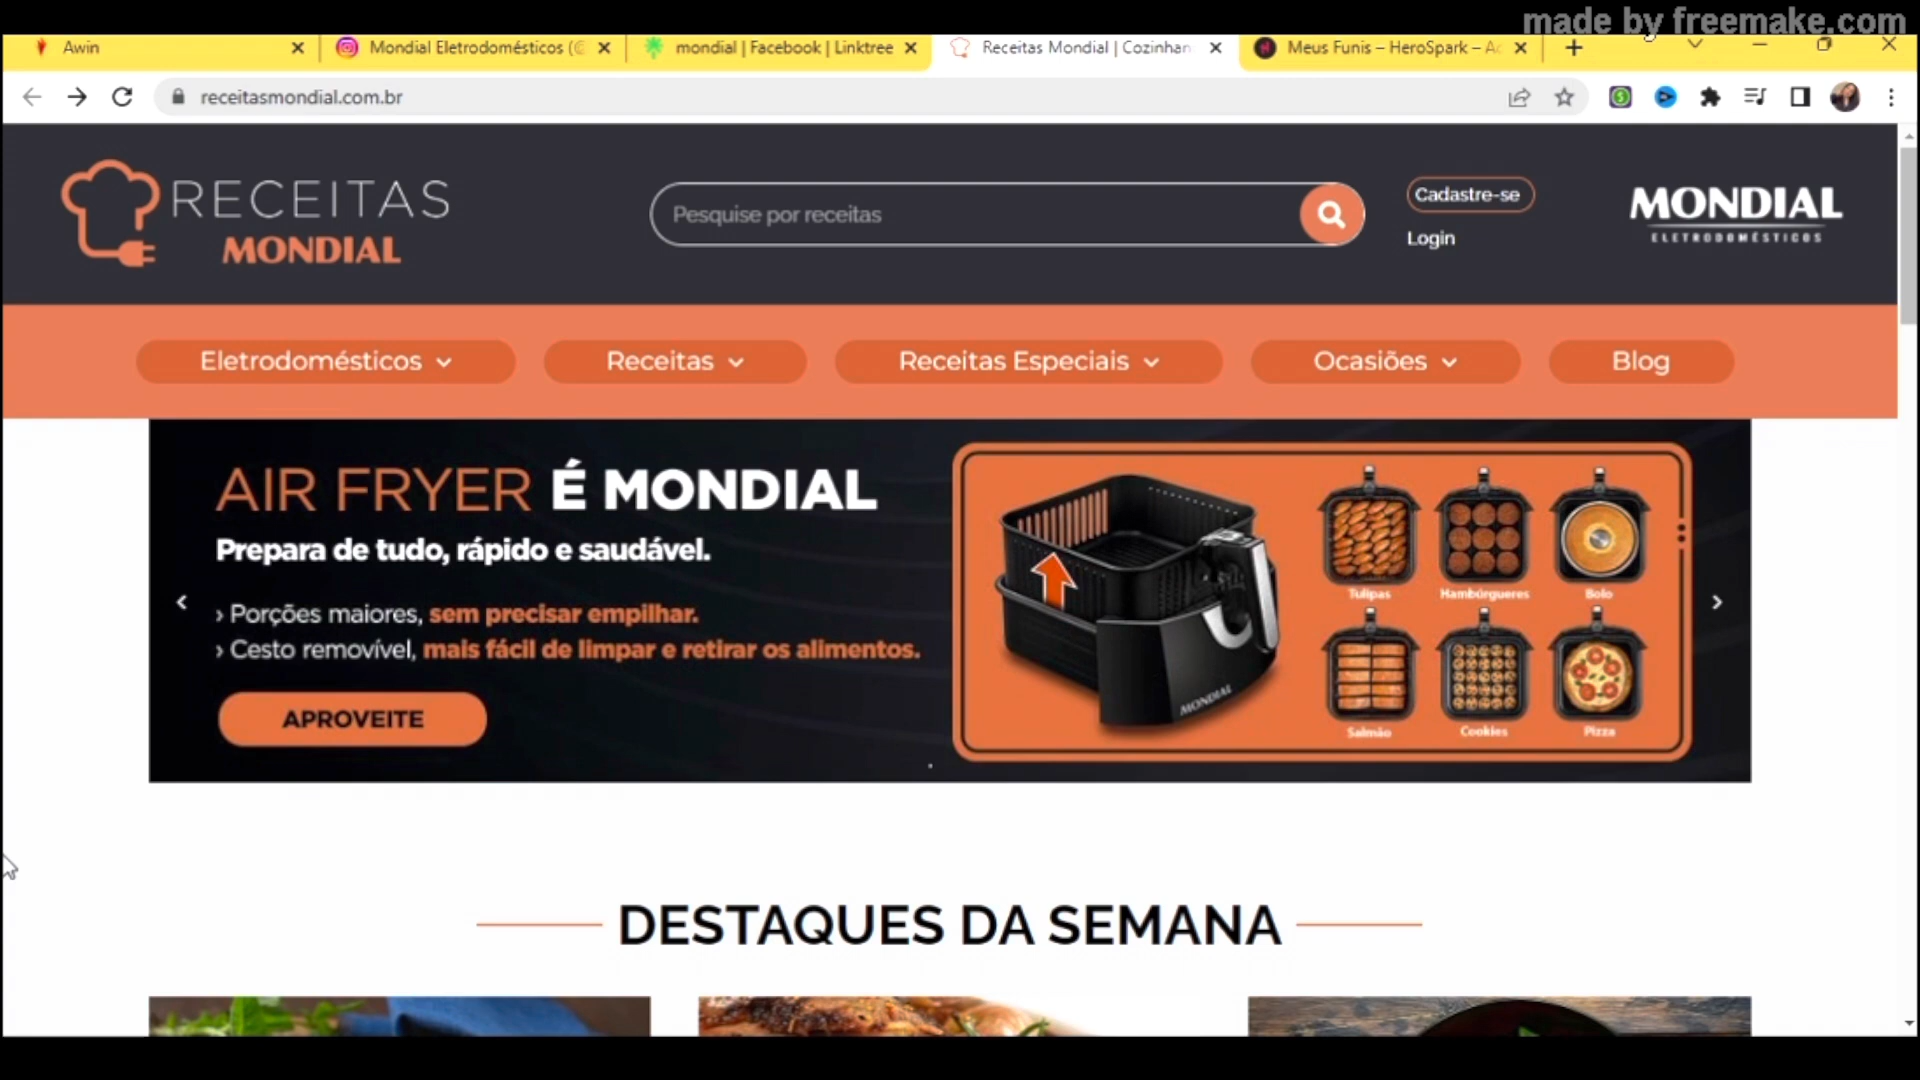 made by freemake.com
Awin
Mondial Eletrodomésticos (@
mondial | Facebook | Linktree
Receitas Mondial | Cozinhan
Meus Funis – HeroSpark – Ac
receitasmondial.com.br
RECEITAS
MONDIAL
Pesquise por receitas
Cadastre-se
Login
MONDIAL
ELETRODOMÉSTICOS
Eletrodomésticos
Receitas
Receitas Especiais
Ocasiões
Blog
AIR FRYER É MONDIAL
Prepara de tudo, rápido e saudável.
› Porções maiores, sem precisar empilhar.
› Cesto removível, mais fácil de limpar e retirar os alimentos.
APROVEITE
MONDIAL
Tulipas
Hambúrgueres
Bolo
Salmão
Cookies
Pizza
DESTAQUES DA SEMANA